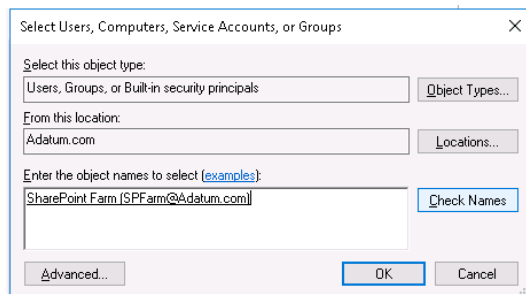 Select Users, Computers, Service Accounts, or Groups
Select this object type:
Users, Groups, or Built-in security principals
Object Types...
From this location:
Adatum.com
Locations...
Enter the object names to select (examples):
SharePoint Farm (SPFarm@Adatum.com)
Check Names
Advanced...
OK
Cancel